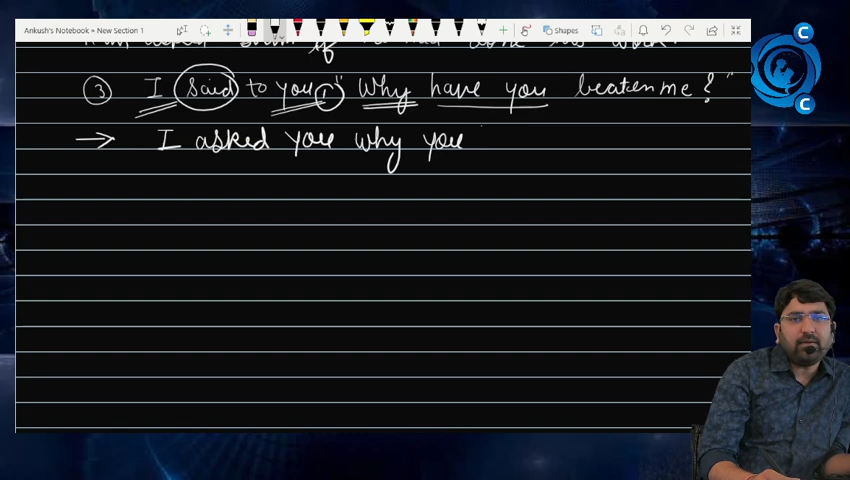 Ankush's Notebook » New Section 1
Shapes
③ I said to you, " Why have you beaten me ? "
→ I asked you why you
C
C